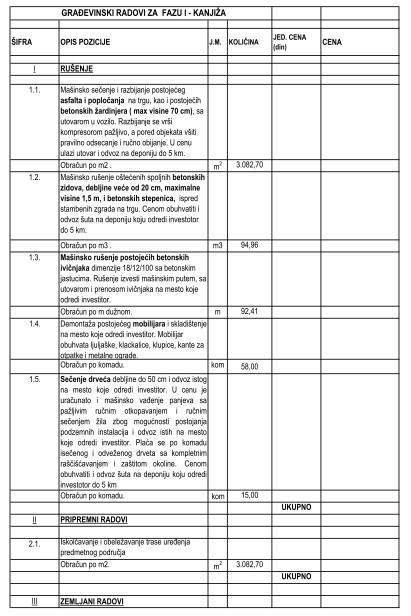 GRAĐEVINSKI RADOVI ZA FAZU I - KANJIŽA
ŠIFRA OPIS POZICIJE J.M. KOLIČINA JED. CENA (din) CENA
I RUŠENJE
1.1. Mašinsko sečenje i razbijanje postojećeg
asfalta i popločanja na trgu, kao i postojećih
betonskih žardinjera ( max visine 70 cm), sa
utovarom u vozilo. Razbijanje se vrši
kompresorom pažljivo, a pored objekata všiti
pravilno odsecanje i ručno obijanje. U cenu
ulazi utovar i odvoz na deponiju do 5 km.
Obračun po m2 . m2 3.082,70
1.2. Mašinsko rušenje oštećenih spoljnih betonskih
zidova, debljine veće od 20 cm, maximalne
visine 1,5 m, i betonskih stepenica, ispred
stambenih zgrada na trgu. Cenom obuhvatiti i
odvoz šuta na deponiju koju odredi investotor
do 5 km.
Obračun po m3 . m3 94,96
1.3. Mašinsko rušenje postojećih betonskih
ivičnjaka dimenzije 18/12/100 sa betonskim
jastucima. Rušenje izvesti mašinskim putem, sa
utovarom i prenosom ivičnjaka na mesto koje
odredi investitor.
Obračun po m dužnom. m 92,41
1.4. Demontaža postojećeg mobilijara i skladištenje
na mesto koje odredi investitor. Mobilijar
obuhvata ljuljaške, klackalice, klupice, kante za
otpatke i metalne ograde.
Obračun po komadu. kom 58,00
1.5. Sečenje drveća debljine do 50 cm i odvoz istog
na mesto koje odredi investitor. U cenu je
uračunato i mašinsko vađenje panjeva sa
pažljivim ručnim otkopavanjem i ručnim
sečenjem žila zbog mogućnosti postojanja
podzemnih instalacija i odvoz istih na mesto
koje odredi investitor. Plaća se po komadu
isečenog i odveženog drveta sa kompletnim
raščišćavanjem i zaštitom okoline. Cenom
obuhvatiti i odvoz šuta na deponiju koju odredi
investotor do 5 km
Obračun po komadu. kom 15,00
UKUPNO
II PRIPREMNI RADOVI
2.1. Iskolčavanje i obeležavanje trase uređenja
predmetnog područja
Obračun po m2. m2 3.082,70
UKUPNO
III ZEMLJANI RADOVI